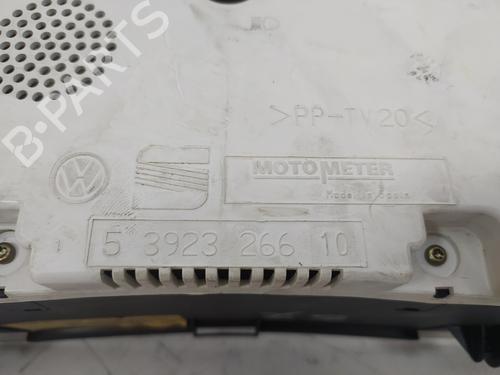 >PP-TV20<
MOTOMETER
Made in Spain
5 3923 266 10
B-PARTS